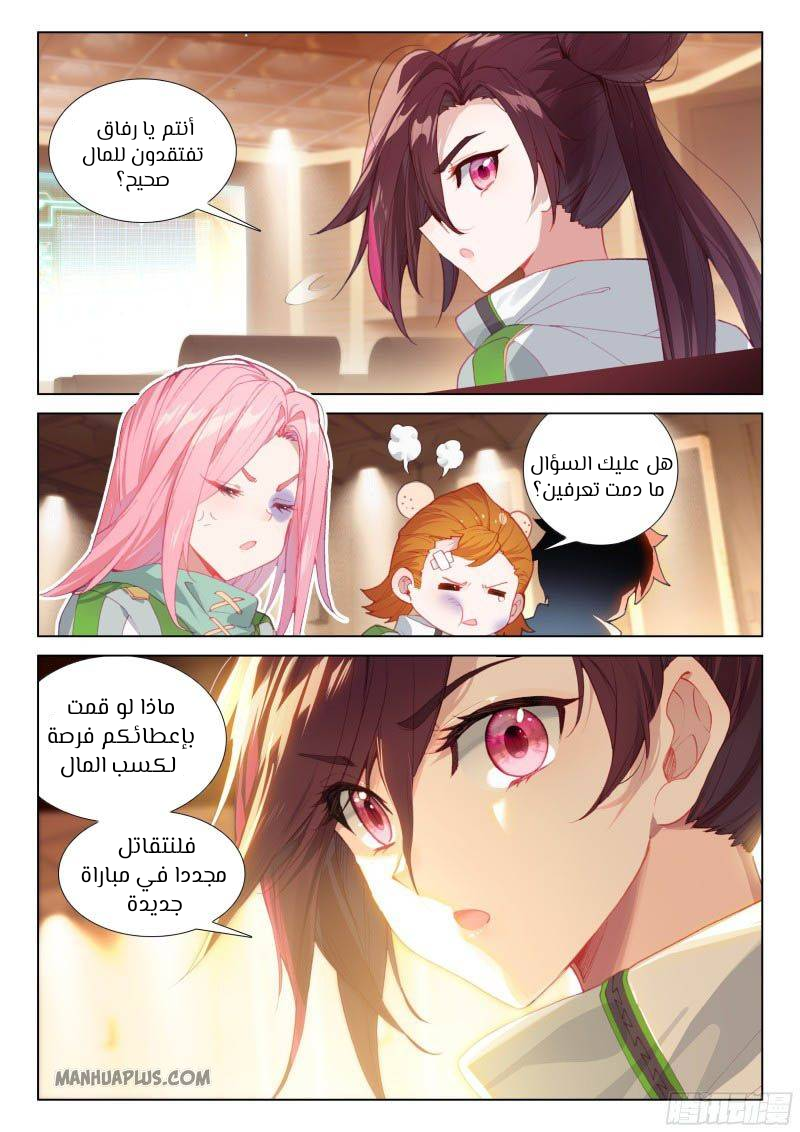 أنتم يا رفاق
تفتقدون للمال
صحيح؟
هل عليك السؤال
ما دمت تعرفين؟
ماذا لو قمت
بإعطائكم فرصة
لكسب المال
فلنتقاتل
مجددا في مباراة
جديدة
MANHUAPLUS.COM